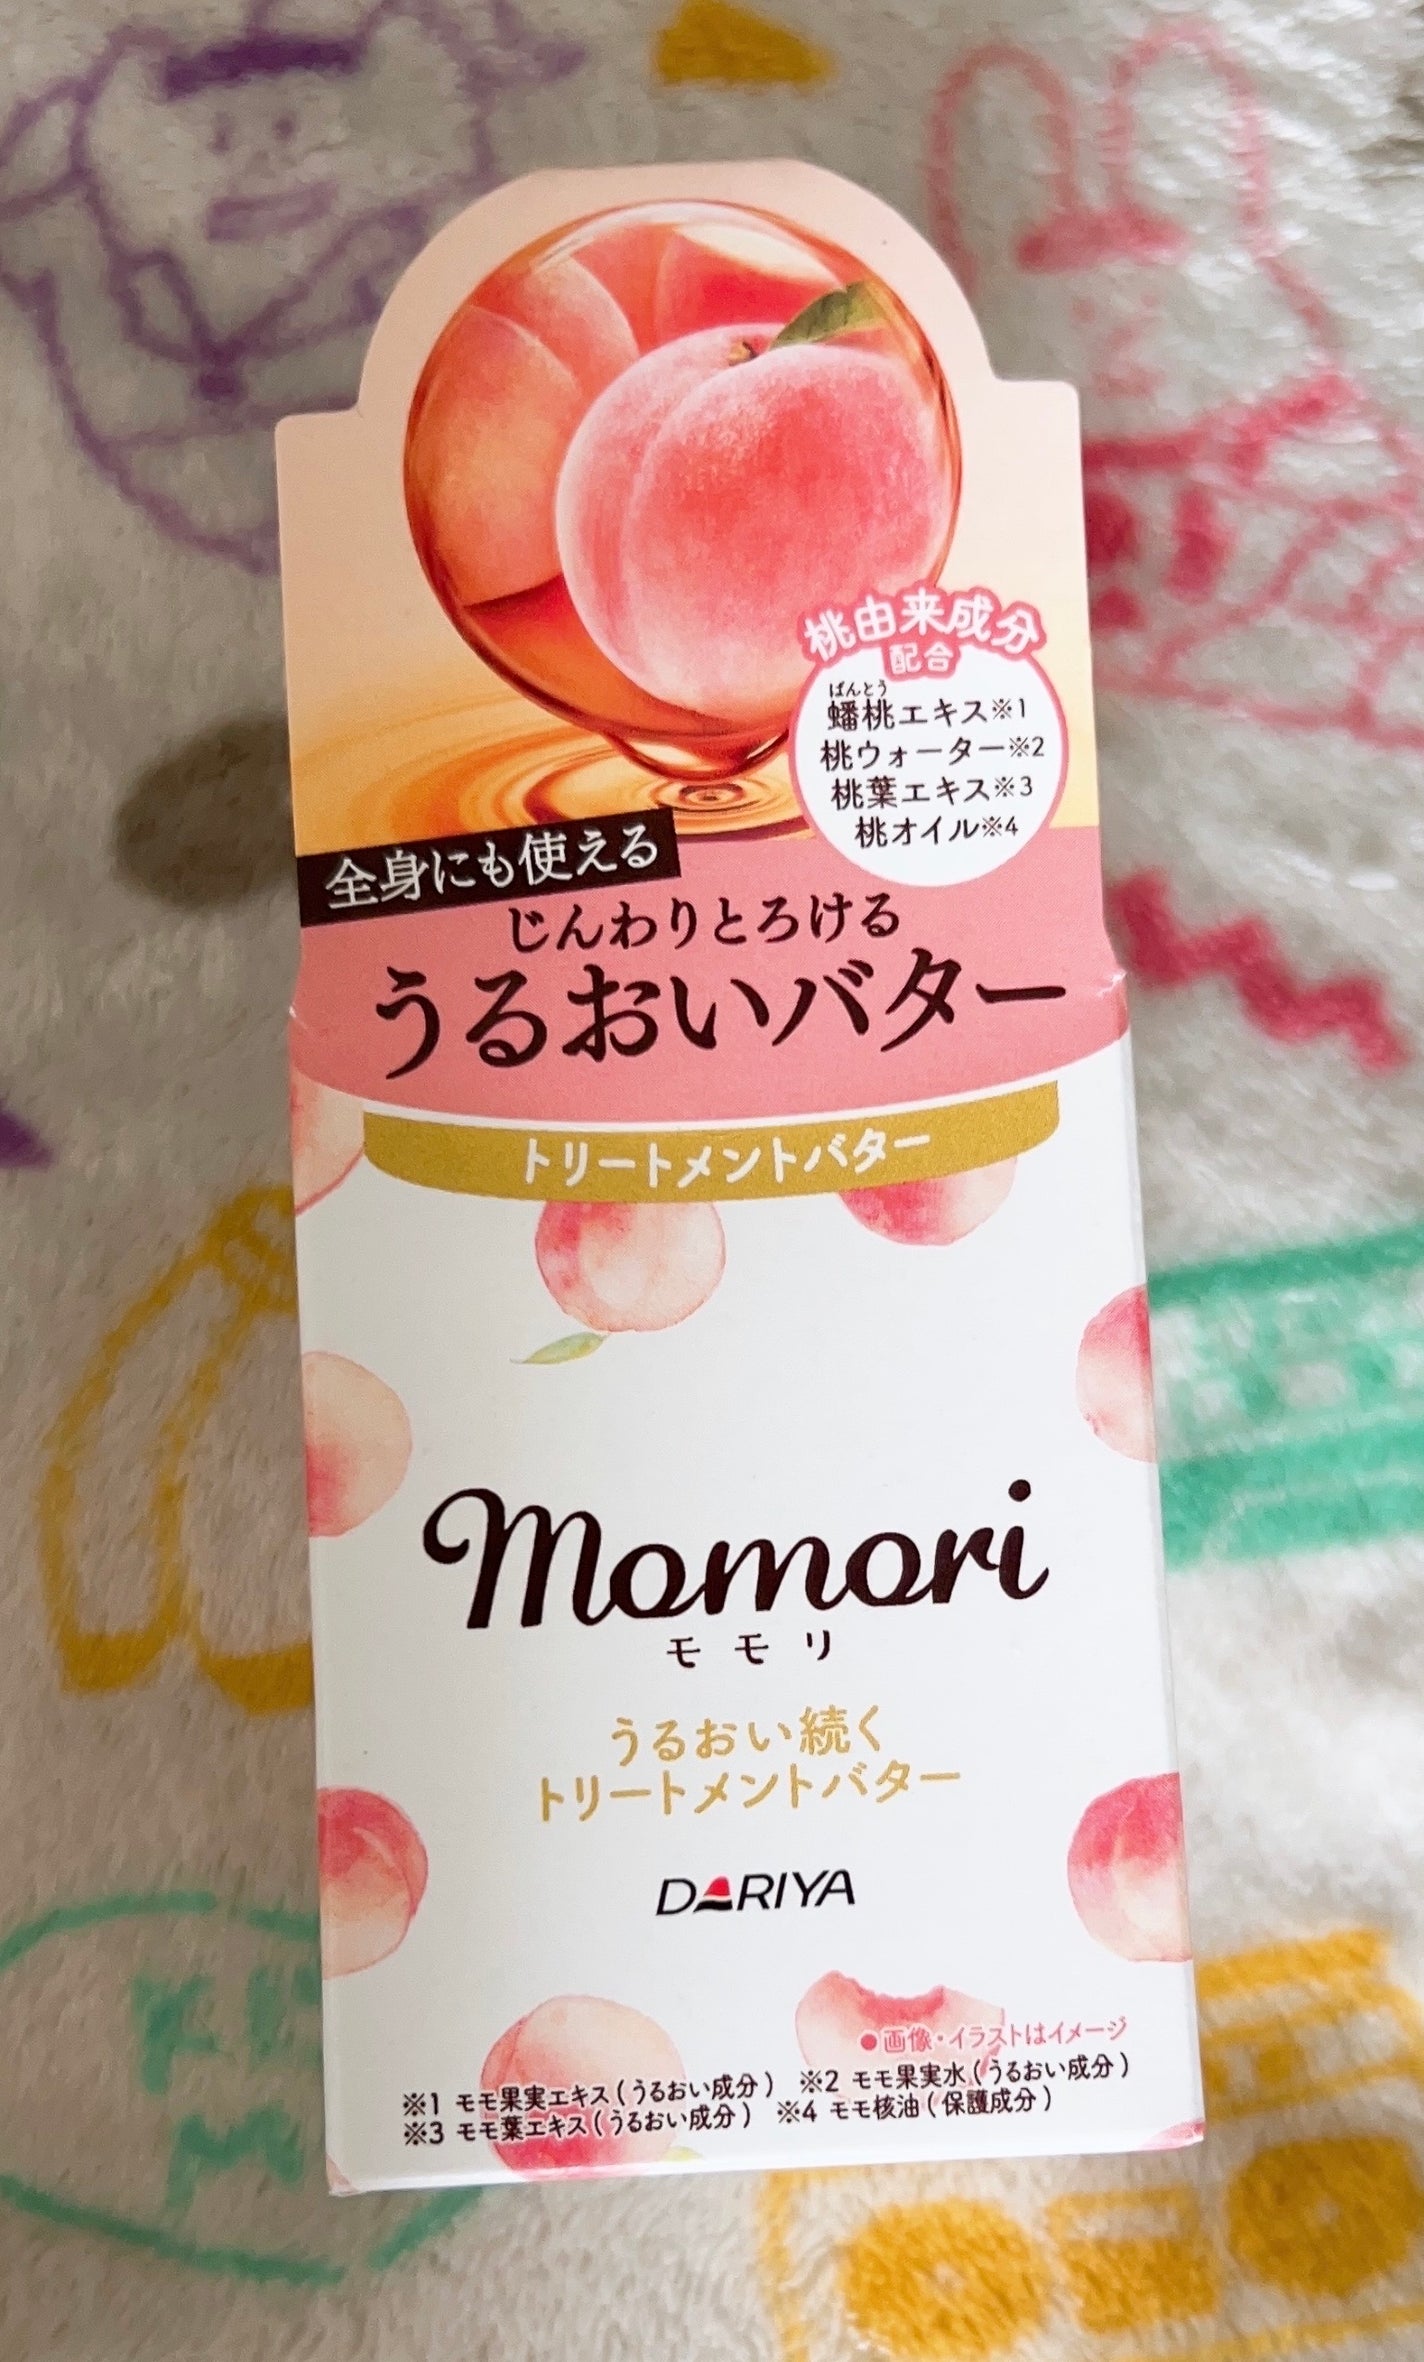 桃由来成分
配合
ばんとう
蟠桃エキス※1
桃ウォーター※2
桃葉エキス※3
桃オイル※4
全身にも使える
じんわりとろける
うるおいバター
トリートメントバター
momori
モモリ
うるおい続く
トリートメントバター
DARIYA
●画像・イラストはイメージ
※1 モモ果実エキス(うるおい成分) ※2 モモ果実水(うるおい成分)
※3 モモ葉エキス(うるおい成分) ※4 モモ核油(保護成分)